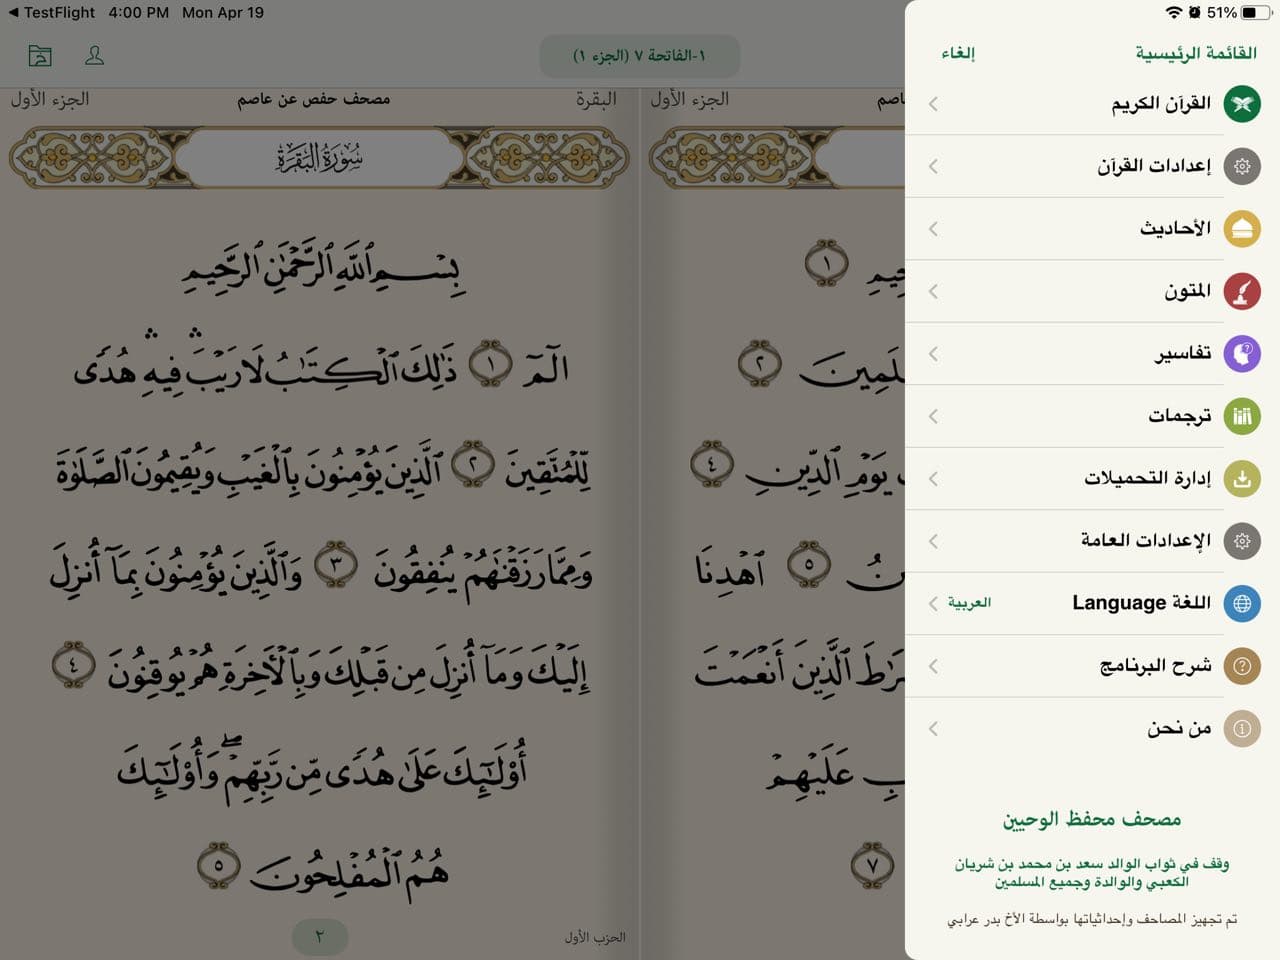 TestFlight 4:00 PM Mon Apr 19
51%
القائمة الرئيسية
إلغاء
القرآن الكريم
إعدادات القرآن
الأحاديث
المتون
تفاسير
ترجمات
إدارة التحميلات
الإعدادات العامة
اللغة Language
العربية
شرح البرنامج
من نحن
مصحف محفظ الوحيين
وقف في ثواب الوالد سعد بن محمد بن شريان
الكعبي والوالدة وجميع المسلمين
تم تجهيز المصاحف وإحداثياتها بواسطة الأخ بدر عرابي
١-الفاتحة ٧ (الجزء ١)
عاصم
الجزء الأول
١
٢
يَوْمِ ٱلدِّينِ ٤
٥ ٱهْدِنَا
ٱلَّذِينَ أَنْعَمْتَ
عَلَيْهِمْ
٧
البقرة
مصحف حفص عن عاصم
الجزء الأول
سُورَةُ البَقَرَةِ
بِسْمِ ٱللَّهِ ٱلرَّحْمَٰنِ ٱلرَّحِيمِ
الٓمٓ ١ ذَٰلِكَ ٱلْكِتَٰبُ لَا رَيْبَۛ فِيهِۛ هُدًى
لِّلْمُتَّقِينَ ٢ ٱلَّذِينَ يُؤْمِنُونَ بِٱلْغَيْبِ وَيُقِيمُونَ ٱلصَّلَوٰةَ
وَمِمَّا رَزَقْنَٰهُمْ يُنفِقُونَ ٣ وَٱلَّذِينَ يُؤْمِنُونَ بِمَآ أُنزِلَ
إِلَيْكَ وَمَآ أُنزِلَ مِن قَبْلِكَ وَبِٱلْءَاخِرَةِ هُمْ يُوقِنُونَ ٤
أُو۟لَٰٓئِكَ عَلَىٰ هُدًى مِّن رَّبِّهِمْۖ وَأُو۟لَٰٓئِكَ
هُمُ ٱلْمُفْلِحُونَ ٥
الحزب الأول
٢